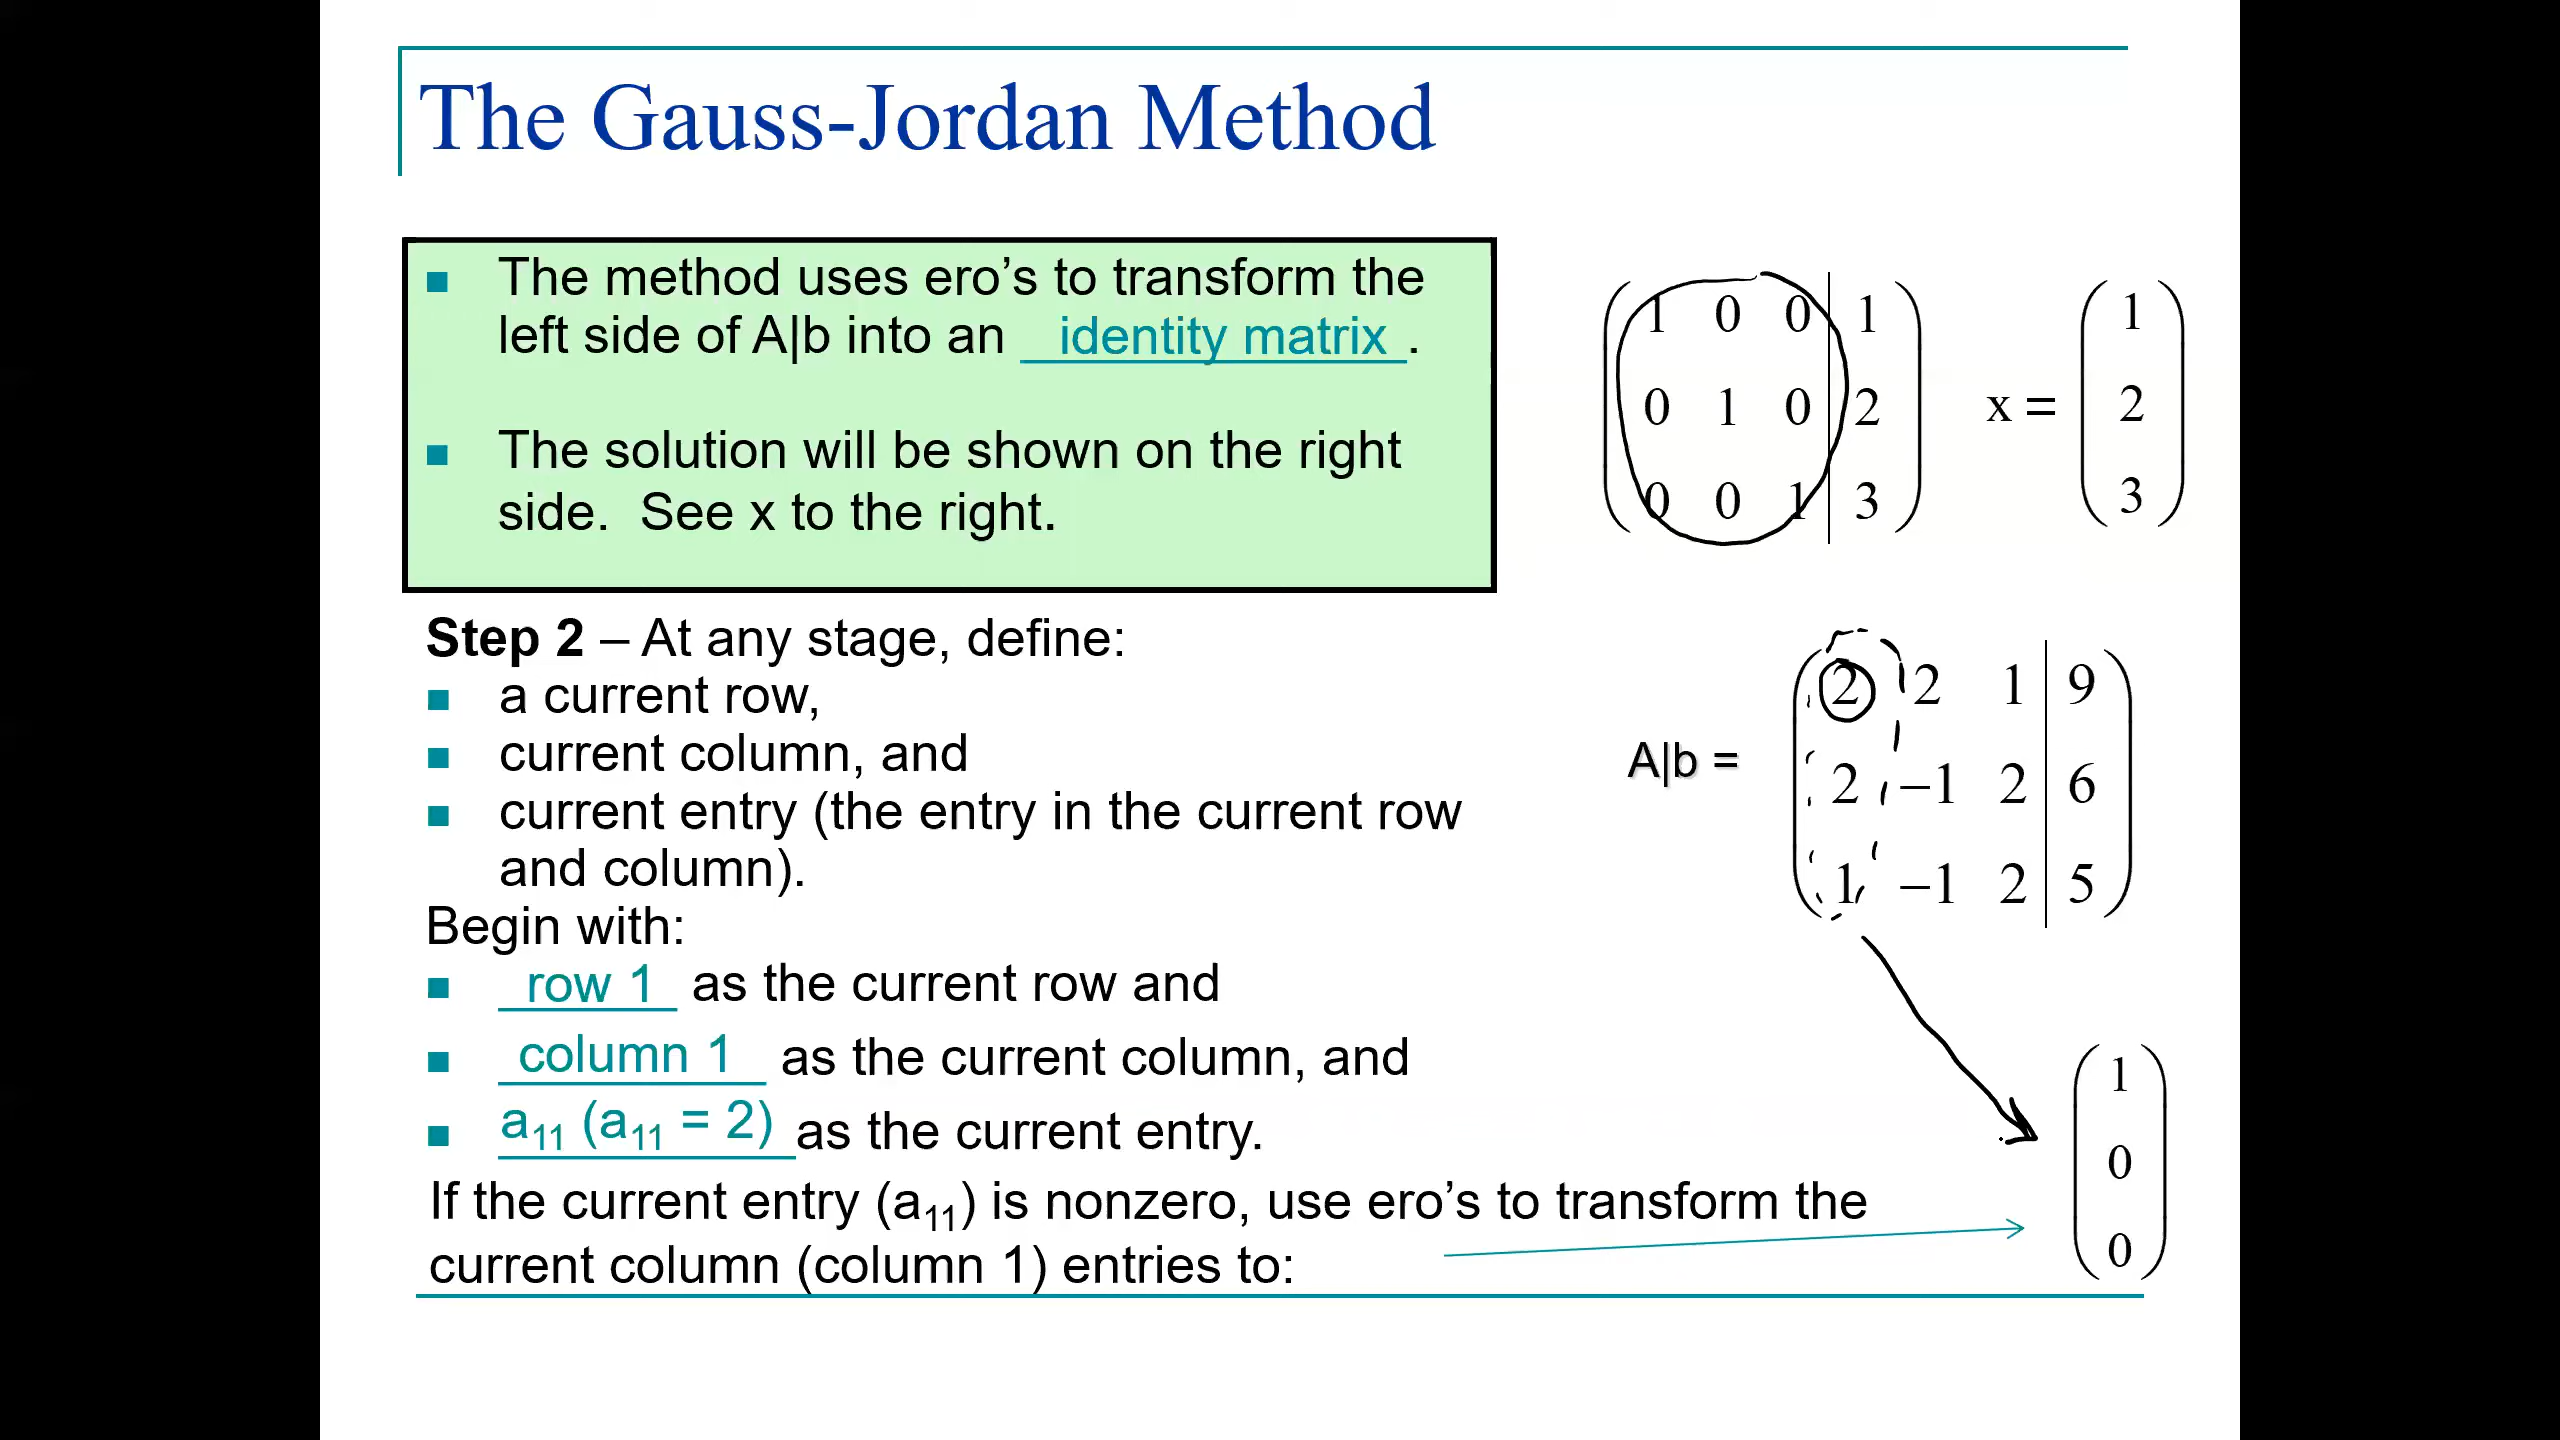 The Gauss-Jordan Method
■ The method uses ero’s to transform the
left side of A|b into an identity matrix.
■ The solution will be shown on the right
side. See x to the right.
1 0 0 | 1
0 1 0 | 2
0 0 1 | 3
x =
1
2
3
Step 2 – At any stage, define:
■ a current row,
■ current column, and
■ current entry (the entry in the current row
and column).
Begin with:
■ row 1 as the current row and
■ column 1 as the current column, and
■ a₁₁ (a₁₁ = 2) as the current entry.
If the current entry (a₁₁) is nonzero, use ero’s to transform the
current column (column 1) entries to:
A|b =
2 2 1 | 9
2 −1 2 | 6
1 −1 2 | 5
1
0
0